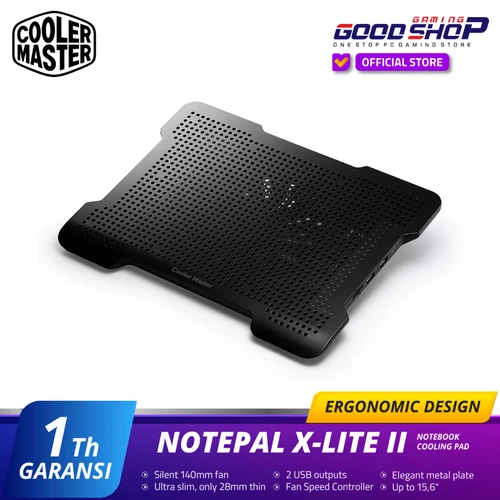 COOLER
MASTER
GAMING
GOODSHOP
ONE STOP PC GAMING STORE
OFFICIAL STORE
Cooler Master
ERGONOMIC DESIGN
1Th
GARANSI
NOTEPAL X-LITE II
NOTEBOOK
COOLING PAD
• Silent 140mm fan
• 2 USB outputs
• Elegant metal plate
• Ultra slim, only 28mm thin
• Fan Speed Controller
• Up to 15,6"